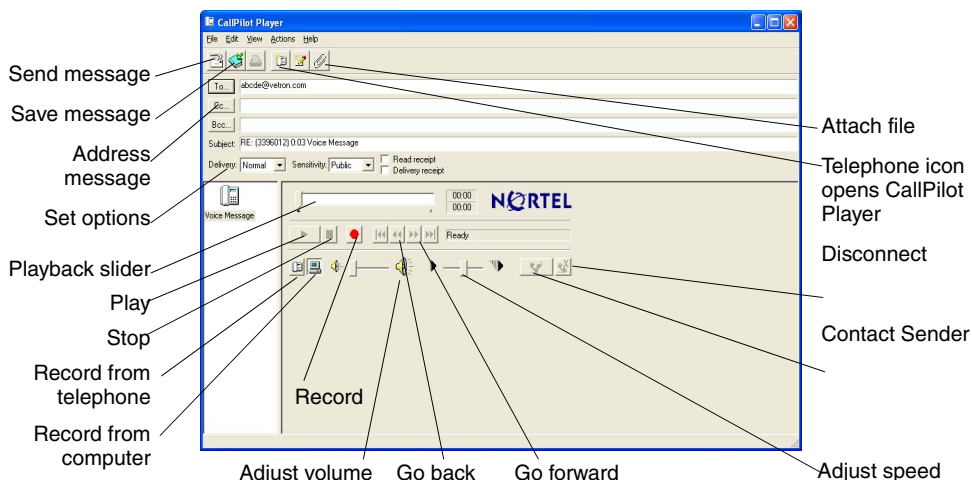 CallPilot Player
File Edit View Actions Help
Send message
Save message
Address
message
Set options
Playback slider
Play
Stop
Record from
telephone
Record from
computer
To... abcde@vetron.com
Cc...
Bcc...
Subject: RE: (3396012) 0:03 Voice Message
Delivery: Normal Sensitivity: Public Read receipt
Delivery receipt
Voice Message
00:00
00:00
NORTEL
Ready
Record
Adjust volume Go back Go forward
Attach file
Telephone icon
opens CallPilot
Player
Disconnect
Contact Sender
Adjust speed